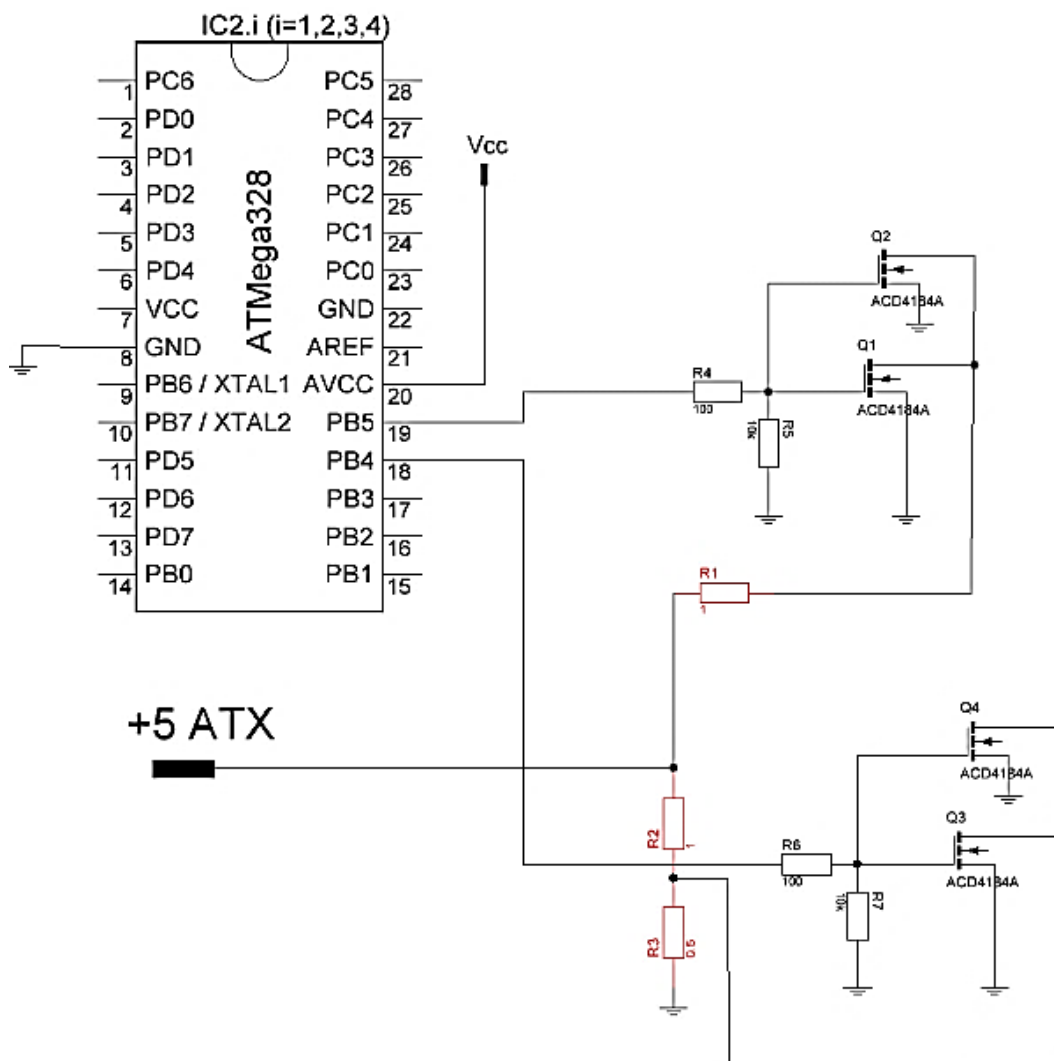 IC2.i (i=1,2,3,4)
ATMega328
1 PC6 PC5 28
2 PD0 PC4 27
3 PD1 PC3 26
4 PD2 PC2 25
5 PD3 PC1 24
6 PD4 PC0 23
7 VCC GND 22
8 GND AREF 21
9 PB6 / XTAL1 AVCC 20
10 PB7 / XTAL2 PB5 19
11 PD5 PB4 18
12 PD6 PB3 17
13 PD7 PB2 16
14 PB0 PB1 15
Vcc
Q2
ACD4184A
Q1
ACD4184A
R4
100
R5
10k
R1
1
+5 ATX
R2
1
R3
0.5
Q4
ACD4184A
Q3
ACD4184A
R6
100
R7
10k